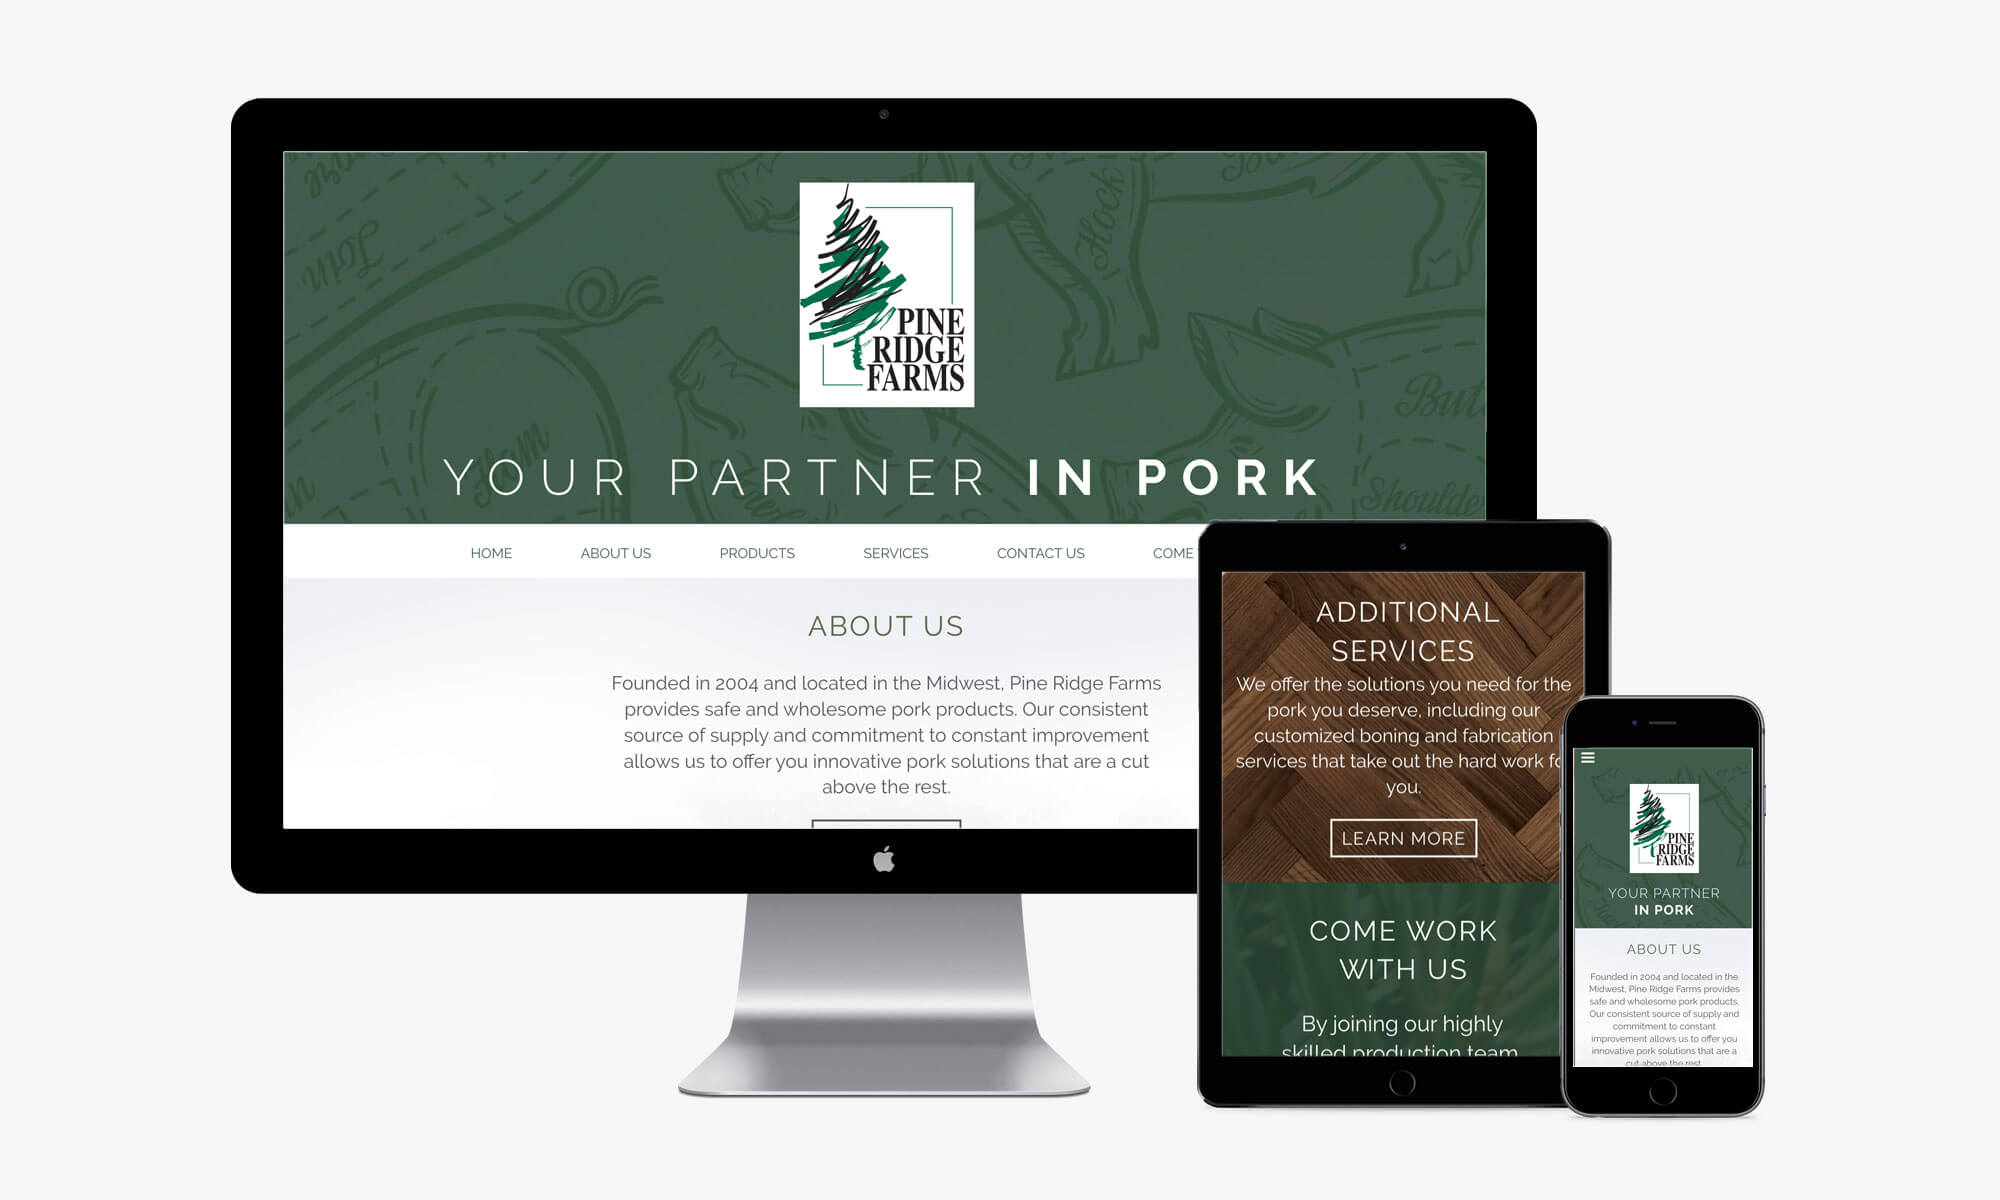 Loin
Hock
Ham
Butt
Shoulder
PINE
RIDGE
FARMS
YOUR PARTNER IN PORK
HOME ABOUT US PRODUCTS SERVICES CONTACT US COME
ABOUT US
Founded in 2004 and located in the Midwest, Pine Ridge Farms
provides safe and wholesome pork products. Our consistent
source of supply and commitment to constant improvement
allows us to offer you innovative pork solutions that are a cut
above the rest.
ADDITIONAL
SERVICES
We offer the solutions you need for the
pork you deserve, including our
customized boning and fabrication
services that take out the hard work for
you.
LEARN MORE
COME WORK
WITH US
By joining our highly
skilled production team
PINE
RIDGE
FARMS
YOUR PARTNER
IN PORK
ABOUT US
Founded in 2004 and located in the
Midwest, Pine Ridge Farms provides
safe and wholesome pork products.
Our consistent source of supply and
commitment to constant
improvement allows us to offer you
innovative pork solutions that are a
cut above the rest.